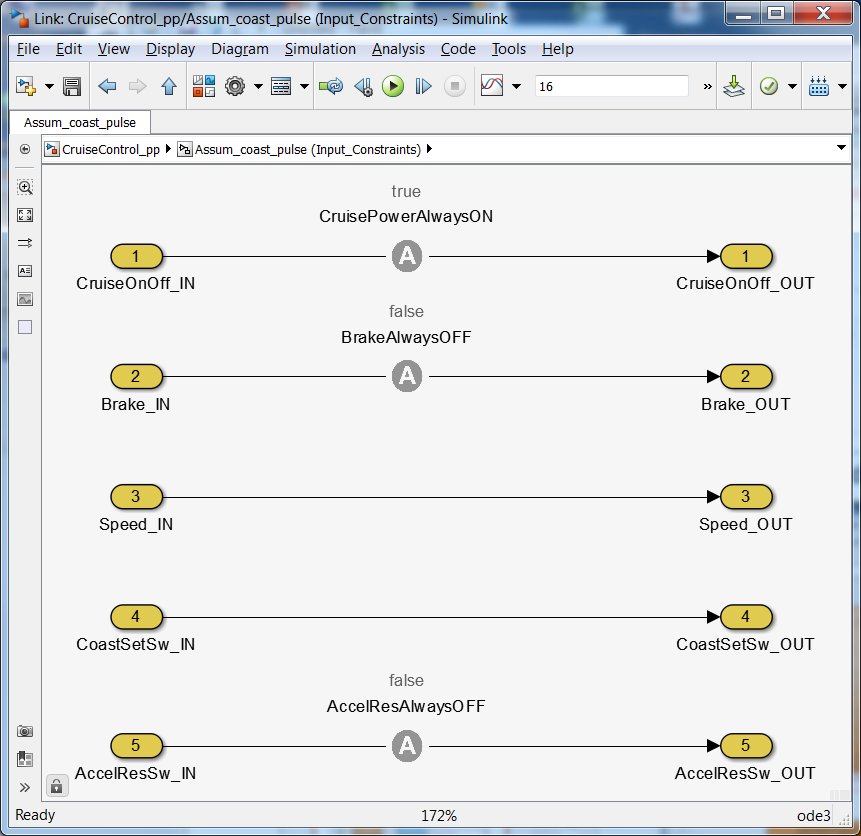 Link: CruiseControl_pp/Assum_coast_pulse (Input_Constraints) - Simulink
File Edit View Display Diagram Simulation Analysis Code Tools Help
16
»
Assum_coast_pulse
CruiseControl_pp Assum_coast_pulse (Input_Constraints)
true
CruisePowerAlwaysON
1 A 1
CruiseOnOff_IN CruiseOnOff_OUT
false
BrakeAlwaysOFF
2 A 2
Brake_IN Brake_OUT
3 3
Speed_IN Speed_OUT
4 4
CoastSetSw_IN CoastSetSw_OUT
false
AccelResAlwaysOFF
5 A 5
AccelResSw_IN AccelResSw_OUT
Ready 172% ode3